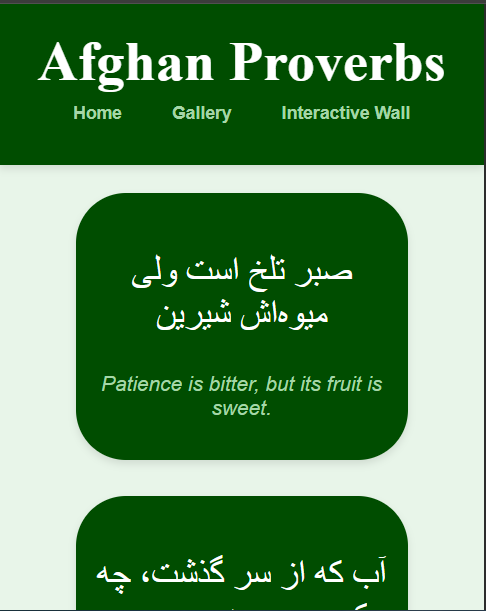 Afghan Proverbs
Home Gallery Interactive Wall
صبر تلخ است ولی
میوه‌اش شیرین
Patience is bitter, but its fruit is
sweet.
آب که از سر گذشت، چه